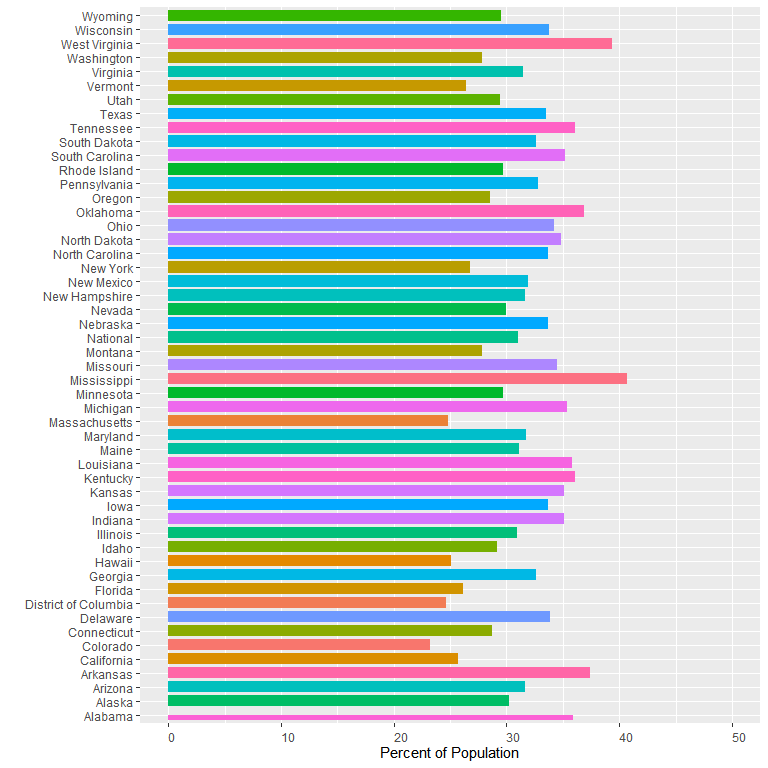 Wyoming
Wisconsin
West Virginia
Washington
Virginia
Vermont
Utah
Texas
Tennessee
South Dakota
South Carolina
Rhode Island
Pennsylvania
Oregon
Oklahoma
Ohio
North Dakota
North Carolina
New York
New Mexico
New Hampshire
Nevada
Nebraska
National
Montana
Missouri
Mississippi
Minnesota
Michigan
Massachusetts
Maryland
Maine
Louisiana
Kentucky
Kansas
Iowa
Indiana
Illinois
Idaho
Hawaii
Georgia
Florida
District of Columbia
Delaware
Connecticut
Colorado
California
Arkansas
Arizona
Alaska
Alabama
0 10 20 30 40 50
Percent of Population